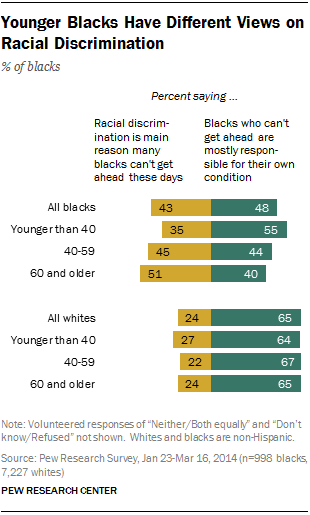 Younger Blacks Have Different Views on
Racial Discrimination
% of blacks
Percent saying ...
Racial discrim-
ination is main
reason many
blacks can't get
ahead these days
Blacks who can't
get ahead are
mostly respon-
sible for their own
condition
All blacks 43 48
Younger than 40 35 55
40-59 45 44
60 and older 51 40
All whites 24 65
Younger than 40 27 64
40-59 22 67
60 and older 24 65
Note: Volunteered responses of “Neither/Both equally” and “Don't
know/Refused” not shown. Whites and blacks are non-Hispanic.
Source: Pew Research Survey, Jan 23-Mar 16, 2014 (n=998 blacks,
7,227 whites)
PEW RESEARCH CENTER